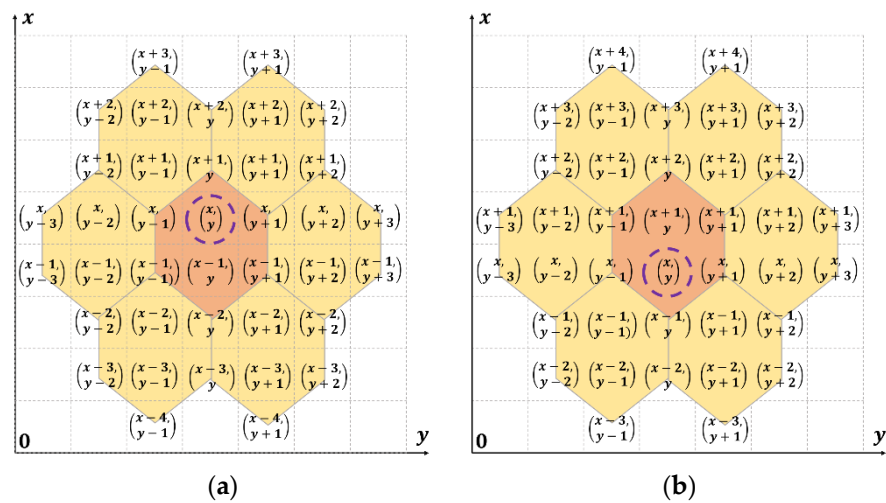 x
(x + 3, y − 1) (x + 3, y + 1)
(x + 2, y − 2) (x + 2, y − 1) (x + 2, y) (x + 2, y + 1) (x + 2, y + 2)
(x + 1, y − 2) (x + 1, y − 1) (x + 1, y) (x + 1, y + 1) (x + 1, y + 2)
(x, y − 3) (x, y − 2) (x, y − 1) (x, y) (x, y + 1) (x, y + 2) (x, y + 3)
(x − 1, y − 3) (x − 1, y − 2) (x − 1, y − 1)) (x − 1, y) (x − 1, y + 1) (x − 1, y + 2) (x − 1, y + 3)
(x − 2, y − 2) (x − 2, y − 1) (x − 2, y) (x − 2, y + 1) (x − 2, y + 2)
(x − 3, y − 2) (x − 3, y − 1) (x − 3, y) (x − 3, y + 1) (x − 3, y + 2)
(x − 4, y − 1) (x − 4, y + 1)
0 y
(a)
x
(x + 4, y − 1) (x + 4, y + 1)
(x + 3, y − 2) (x + 3, y − 1) (x + 3, y) (x + 3, y + 1) (x + 3, y + 2)
(x + 2, y − 2) (x + 2, y − 1) (x + 2, y) (x + 2, y + 1) (x + 2, y + 2)
(x + 1, y − 3) (x + 1, y − 2) (x + 1, y − 1) (x + 1, y) (x + 1, y + 1) (x + 1, y + 2) (x + 1, y + 3)
(x, y − 3) (x, y − 2) (x, y − 1) (x, y) (x, y + 1) (x, y + 2) (x, y + 3)
(x − 1, y − 2) (x − 1, y − 1)) (x − 1, y) (x − 1, y + 1) (x − 1, y + 2)
(x − 2, y − 2) (x − 2, y − 1) (x − 2, y) (x − 2, y + 1) (x − 2, y + 2)
(x − 3, y − 1) (x − 3, y + 1)
0 y
(b)